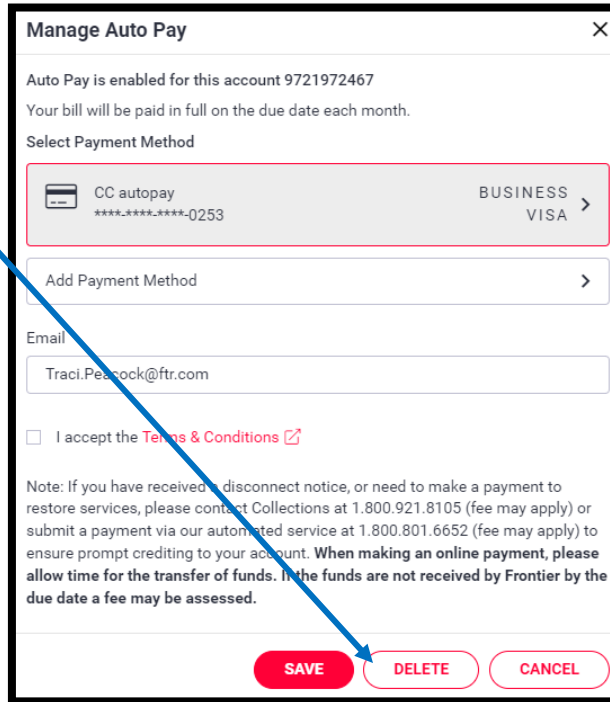 Manage Auto Pay
Auto Pay is enabled for this account 9721972467
Your bill will be paid in full on the due date each month.
Select Payment Method
CC autopay
****-****-****-0253
BUSINESS
VISA
Add Payment Method
Email
Traci.Peacock@ftr.com
I accept the Terms & Conditions
Note: If you have received a disconnect notice, or need to make a payment to
restore services, please contact Collections at 1.800.921.8105 (fee may apply) or
submit a payment via our automated service at 1.800.801.6652 (fee may apply) to
ensure prompt crediting to your account. When making an online payment, please
allow time for the transfer of funds. If the funds are not received by Frontier by the
due date a fee may be assessed.
SAVE DELETE CANCEL